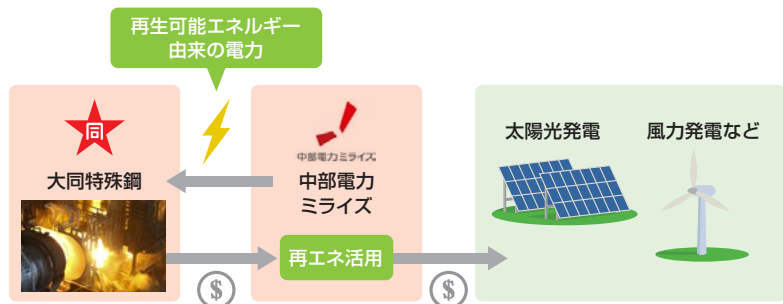 再生可能エネルギー
由来の電力
同
大同特殊鋼
中部電力ミライズ
中部電力
ミライズ
再エネ活用
太陽光発電
風力発電など
$
$